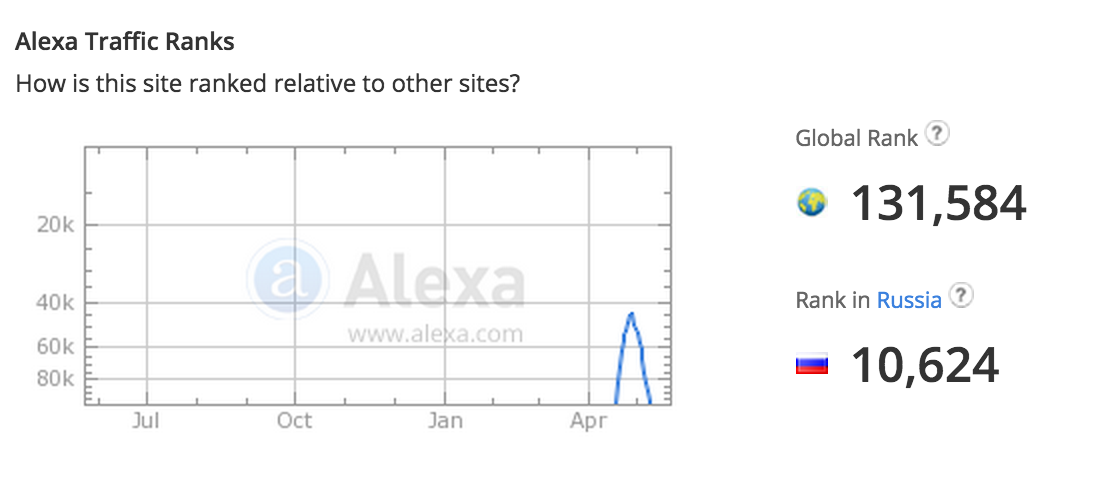 Alexa Traffic Ranks
How is this site ranked relative to other sites?
20k
40k
60k
80k
Jul
Oct
Jan
Apr
a Alexa
www.alexa.com
Global Rank ?
131,584
Rank in Russia ?
10,624